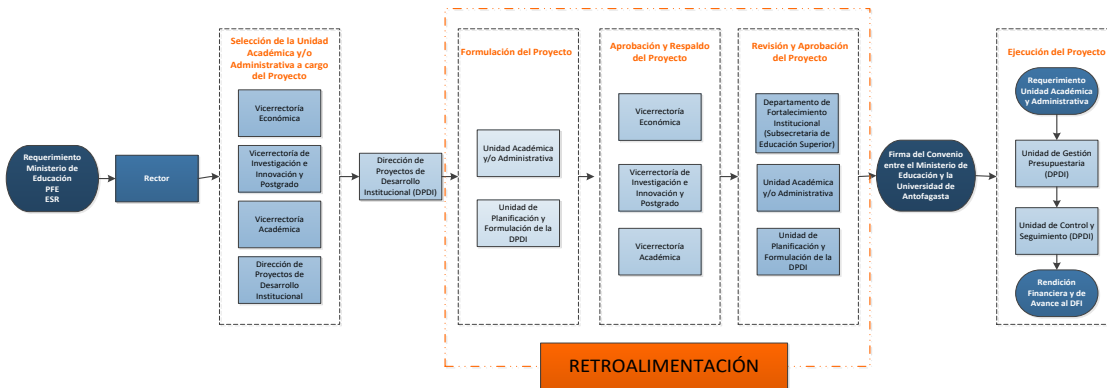 Requerimiento
Ministerio de
Educación
PFE
ESR
Rector
Selección de la Unidad
Académica y/o
Administrativa a cargo
del Proyecto
Vicerrectoría
Económica
Vicerrectoría de
Investigación e
Innovación y
Postgrado
Vicerrectoría
Académica
Dirección de
Proyectos de
Desarrollo
Institucional
Dirección de
Proyectos de
Desarrollo
Institucional (DPDI)
Formulación del Proyecto
Unidad Académica
y/o Administrativa
Unidad de
Planificación y
Formulación de la
DPDI
Aprobación y Respaldo
del Proyecto
Vicerrectoría
Económica
Vicerrectoría de
Investigación e
Innovación y
Postgrado
Vicerrectoría
Académica
Revisión y Aprobación
del Proyecto
Departamento de
Fortalecimiento
Institucional
(Subsecretaria de
Educación Superior)
Unidad Académica
y/o Administrativa
Unidad de
Planificación y
Formulación de la
DPDI
RETROALIMENTACIÓN
Firma del Convenio
entre el Ministerio de
Educación y la
Universidad de
Antofagasta
Ejecución del Proyecto
Requerimiento
Unidad Académica
y Administrativa
Unidad de Gestión
Presupuestaria
(DPDI)
Unidad de Control y
Seguimiento (DPDI)
Rendición
Financiera y de
Avance al DFI